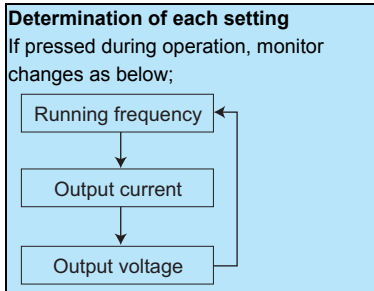 Determination of each setting
If pressed during operation, monitor
changes as below;
Running frequency
Output current
Output voltage